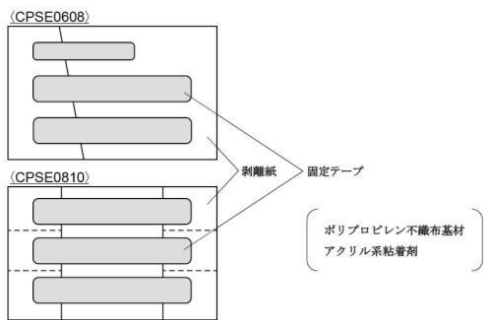 〈CPSE0608〉
剥離紙
固定テープ
〈CPSE0810〉
ポリプロピレン不織布基材
アクリル系粘着剤